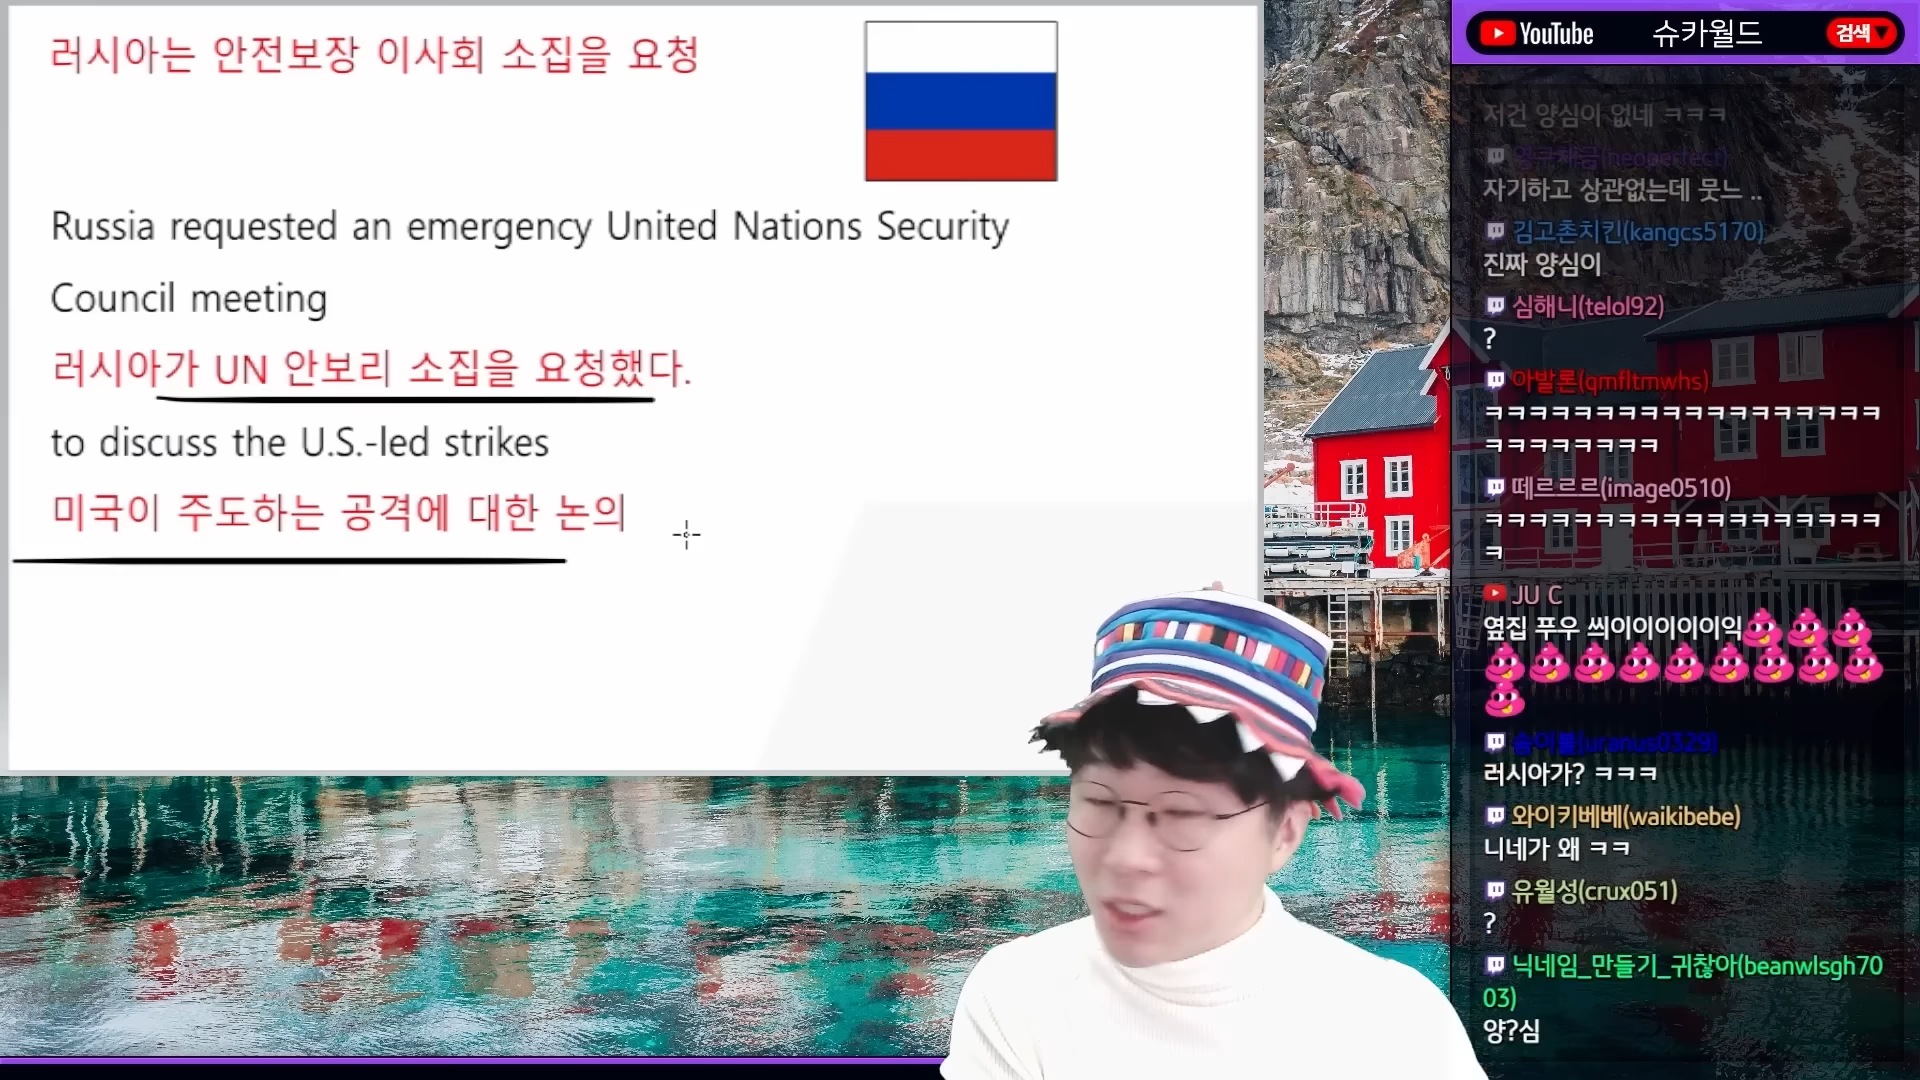 러시아는 안전보장 이사회 소집을 요청
Russia requested an emergency United Nations Security
Council meeting
러시아가 UN 안보리 소집을 요청했다.
to discuss the U.S.-led strikes
미국이 주도하는 공격에 대한 논의
YouTube 슈카월드 검색
저건 양심이 없네 ㅋㅋㅋ
(neoperfect)
자기하고 상관없는데 뭇느 ..
김고촌치킨(kangcs5170)
진짜 양심이
심해니(telol92)
?
아발론(qmfltmwhs)
ㅋㅋㅋㅋㅋㅋㅋㅋㅋㅋㅋㅋㅋㅋㅋㅋㅋㅋ
ㅋㅋㅋㅋㅋㅋㅋㅋ
떼르르르(image0510)
ㅋㅋㅋㅋㅋㅋㅋㅋㅋㅋㅋㅋㅋㅋㅋㅋㅋㅋ
ㅋ
JU C
옆집 푸우 씌이이이이이익
(uranus0329)
러시아가? ㅋㅋㅋ
와이키베베(waikibebe)
니네가 왜 ㅋㅋ
유월성(crux051)
?
닉네임_만들기_귀찮아(beanwlsgh70
03)
양?심